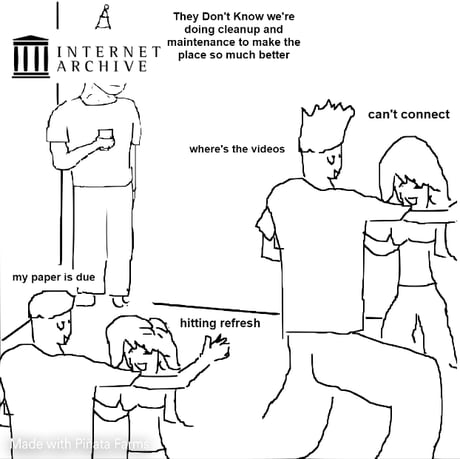 They Don't Know we're
doing cleanup and
maintenance to make the
place so much better
INTERNET
ARCHIVE
can't connect
where's the videos
my paper is due
hitting refresh
Made with Piñata Farms